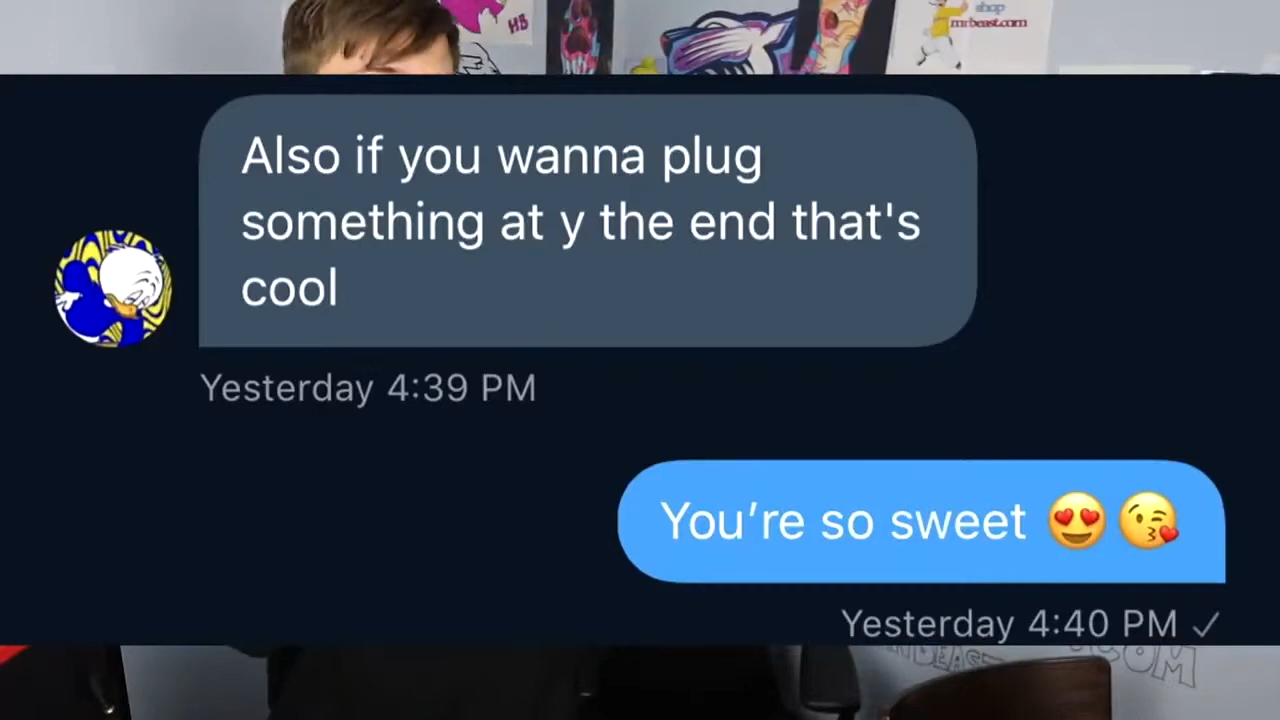 HB
shop
mrbeast.com
Also if you wanna plug
something at y the end that's
cool
Yesterday 4:39 PM
You’re so sweet 😍😘
Yesterday 4:40 PM ✓